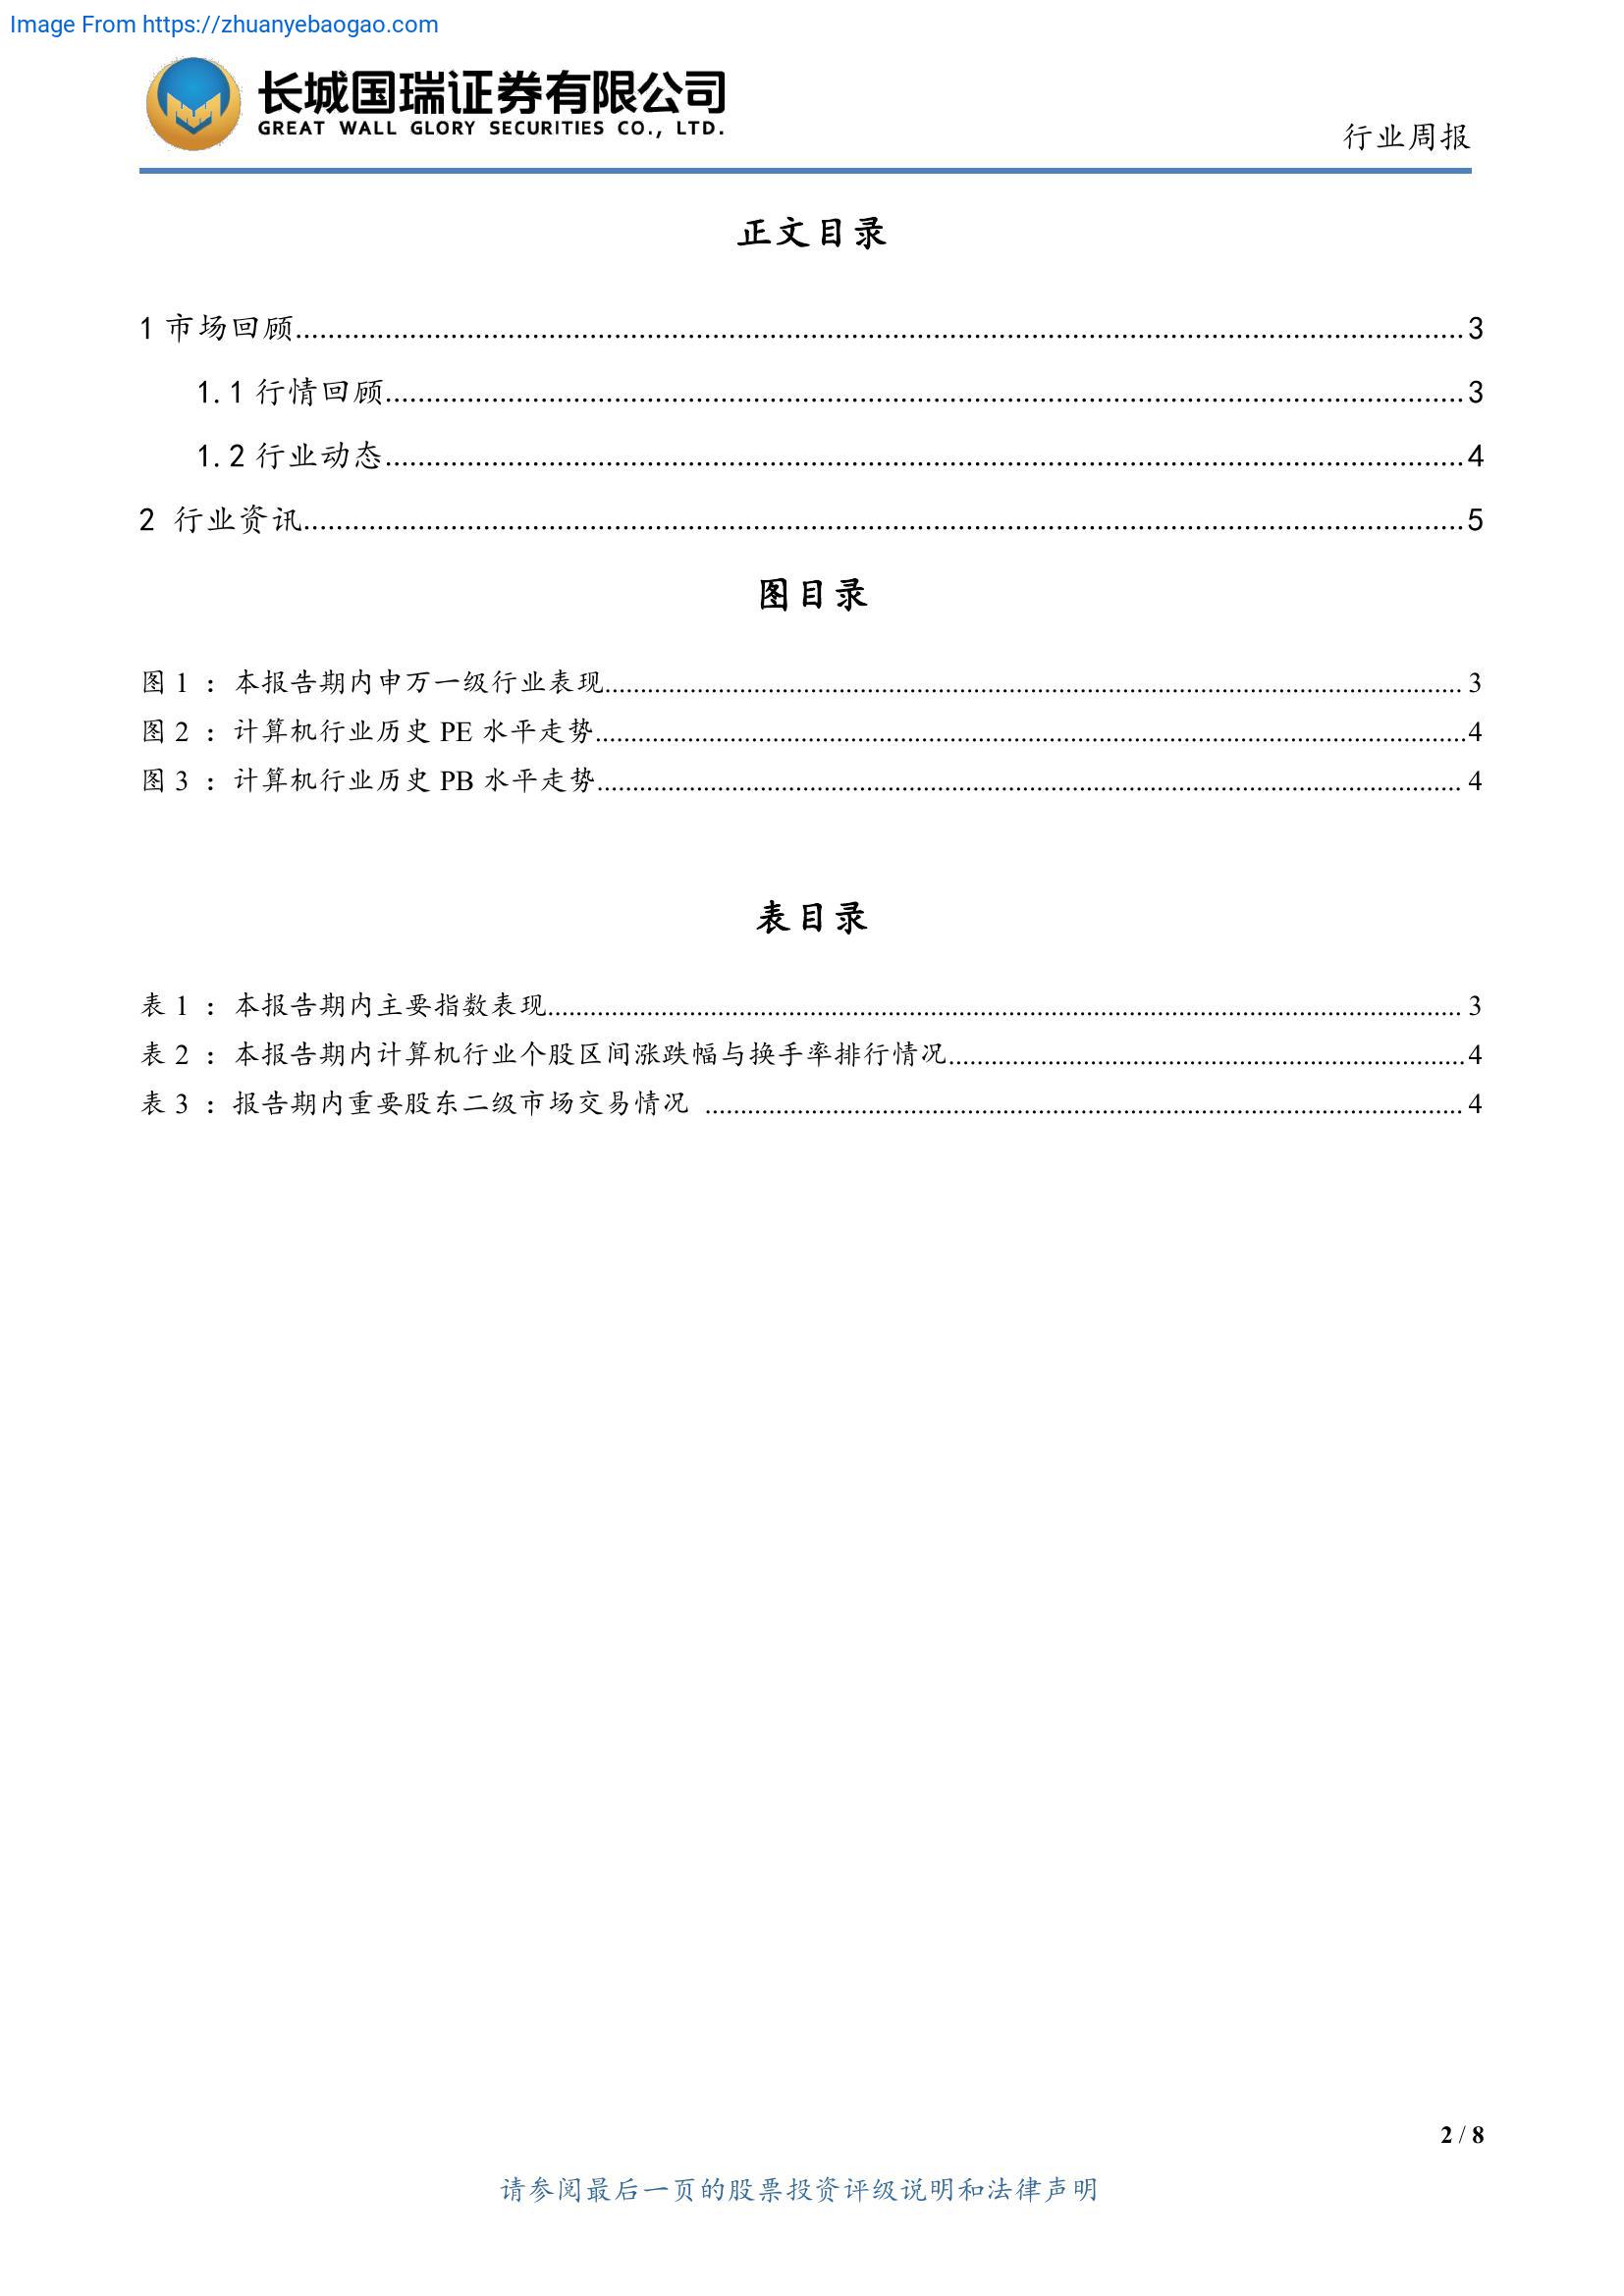 Image From https://zhuanyebaogao.com
长城国瑞证券有限公司
GREAT WALL GLORY SECURITIES CO., LTD.
行业周报
正文目录
1 市场回顾........................................3
1.1 行情回顾........................................3
1.2 行业动态........................................4
2 行业资讯........................................5
图目录
图 1 ：本报告期内申万一级行业表现........................................ 3
图 2 ：计算机行业历史 PE 水平走势........................................4
图 3 ：计算机行业历史 PB 水平走势........................................ 4
表目录
表 1 ：本报告期内主要指数表现........................................ 3
表 2 ：本报告期内计算机行业个股区间涨跌幅与换手率排行情况........................................4
表 3 ：报告期内重要股东二级市场交易情况 ........................................ 4
2 / 8
请参阅最后一页的股票投资评级说明和法律声明